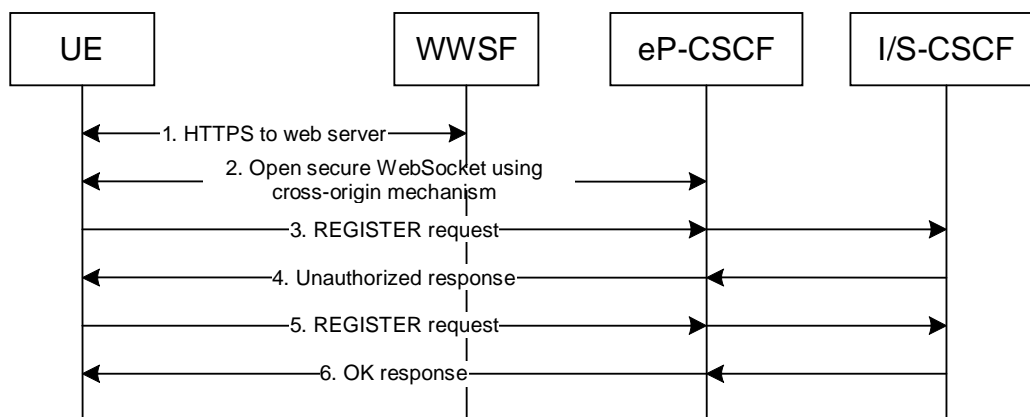 UE
WWSF
eP-CSCF
I/S-CSCF
1. HTTPS to web server
2. Open secure WebSocket using
cross-origin mechanism
3. REGISTER request
4. Unauthorized response
5. REGISTER request
6. OK response